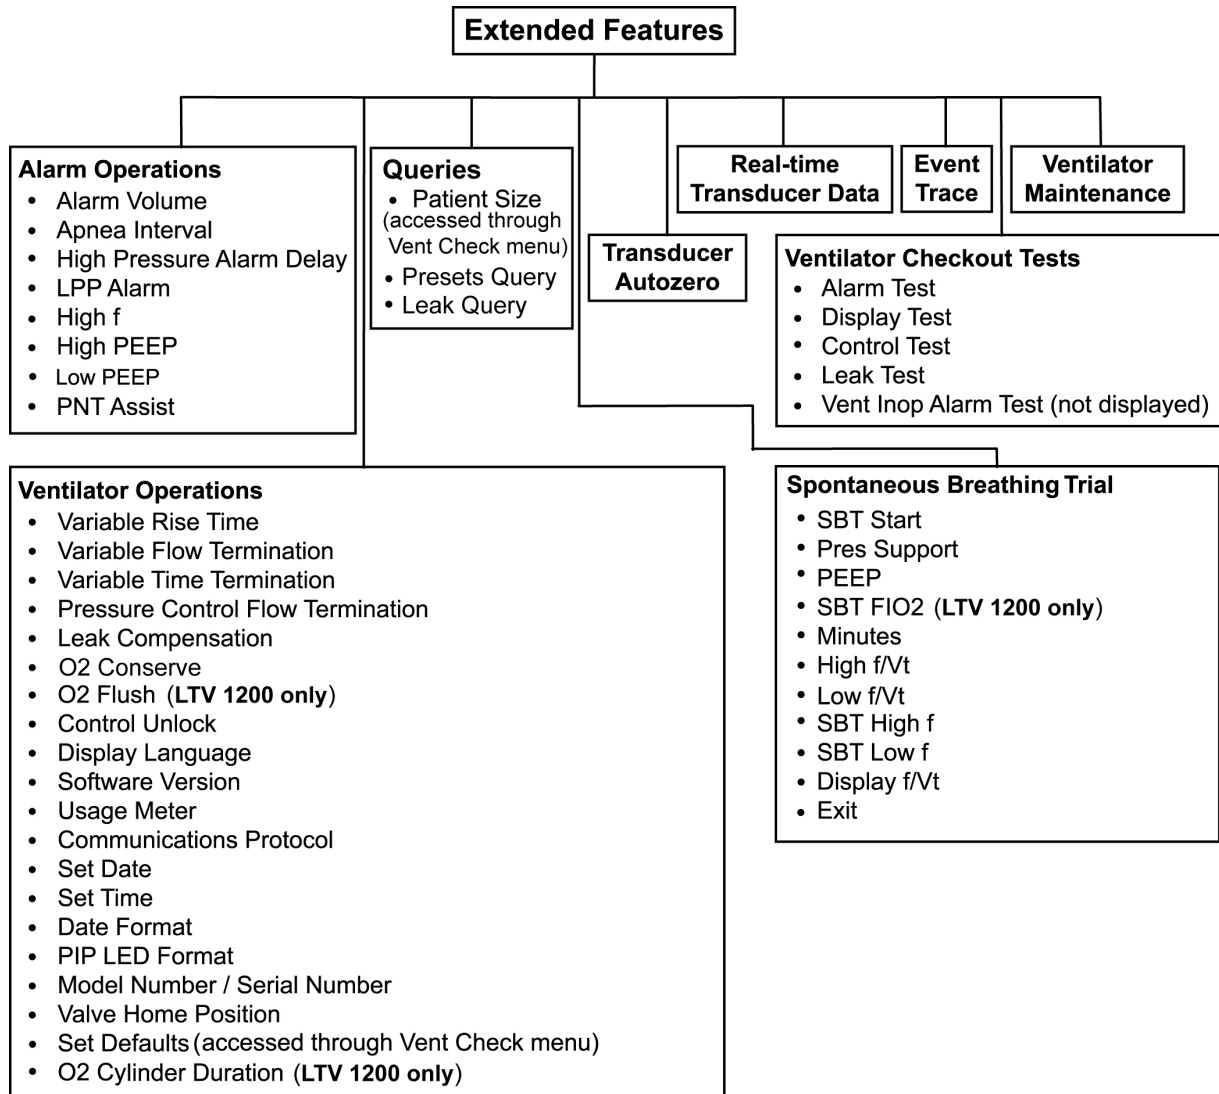 Extended Features
Alarm Operations
• Alarm Volume
• Apnea Interval
• High Pressure Alarm Delay
• LPP Alarm
• High f
• High PEEP
• Low PEEP
• PNT Assist
Queries
• Patient Size
(accessed through
Vent Check menu)
• Presets Query
• Leak Query
Transducer
Autozero
Real-time
Transducer Data
Event
Trace
Ventilator
Maintenance
Ventilator Checkout Tests
• Alarm Test
• Display Test
• Control Test
• Leak Test
• Vent Inop Alarm Test (not displayed)
Ventilator Operations
• Variable Rise Time
• Variable Flow Termination
• Variable Time Termination
• Pressure Control Flow Termination
• Leak Compensation
• O2 Conserve
• O2 Flush (LTV 1200 only)
• Control Unlock
• Display Language
• Software Version
• Usage Meter
• Communications Protocol
• Set Date
• Set Time
• Date Format
• PIP LED Format
• Model Number / Serial Number
• Valve Home Position
• Set Defaults (accessed through Vent Check menu)
• O2 Cylinder Duration (LTV 1200 only)
Spontaneous Breathing Trial
• SBT Start
• Pres Support
• PEEP
• SBT FIO2 (LTV 1200 only)
• Minutes
• High f/Vt
• Low f/Vt
• SBT High f
• SBT Low f
• Display f/Vt
• Exit